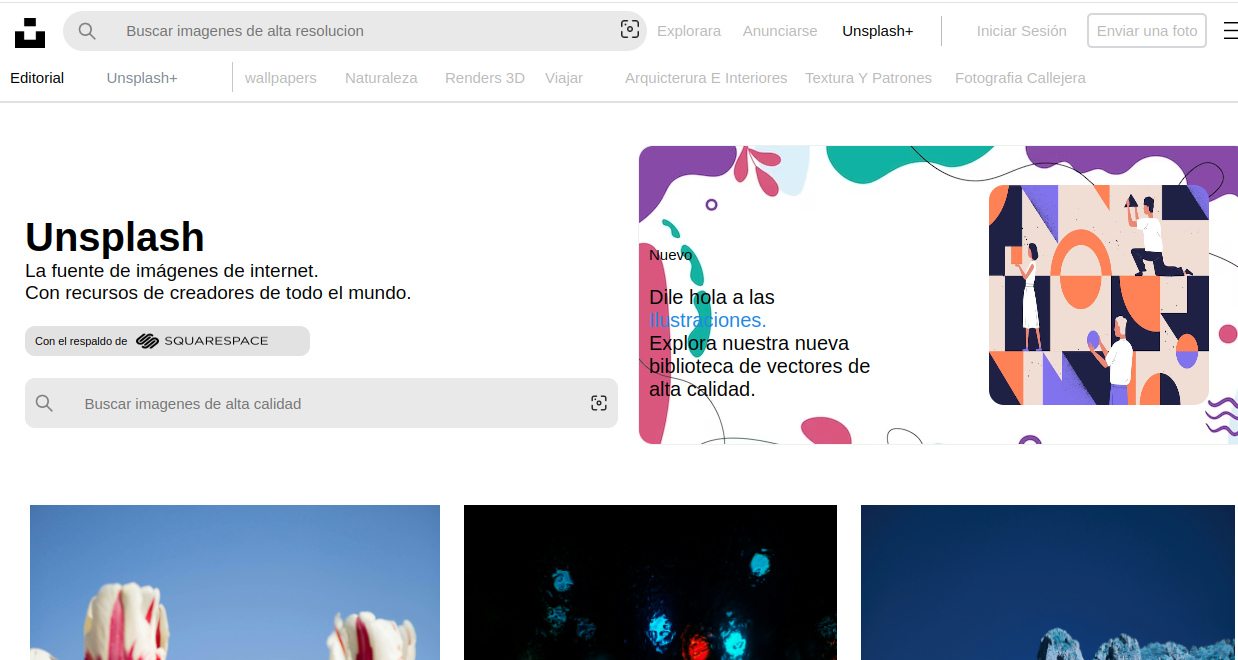 Buscar imagenes de alta resolucion
Explorara
Anunciarse
Unsplash+
Iniciar Sesión
Enviar una foto
Editorial
Unsplash+
wallpapers
Naturaleza
Renders 3D
Viajar
Arquicterura E Interiores
Textura Y Patrones
Fotografia Callejera
Unsplash
La fuente de imágenes de internet.
Con recursos de creadores de todo el mundo.
Con el respaldo de
SQUARESPACE
Buscar imagenes de alta calidad
Nuevo
Dile hola a las
Ilustraciones.
Explora nuestra nueva
biblioteca de vectores de
alta calidad.